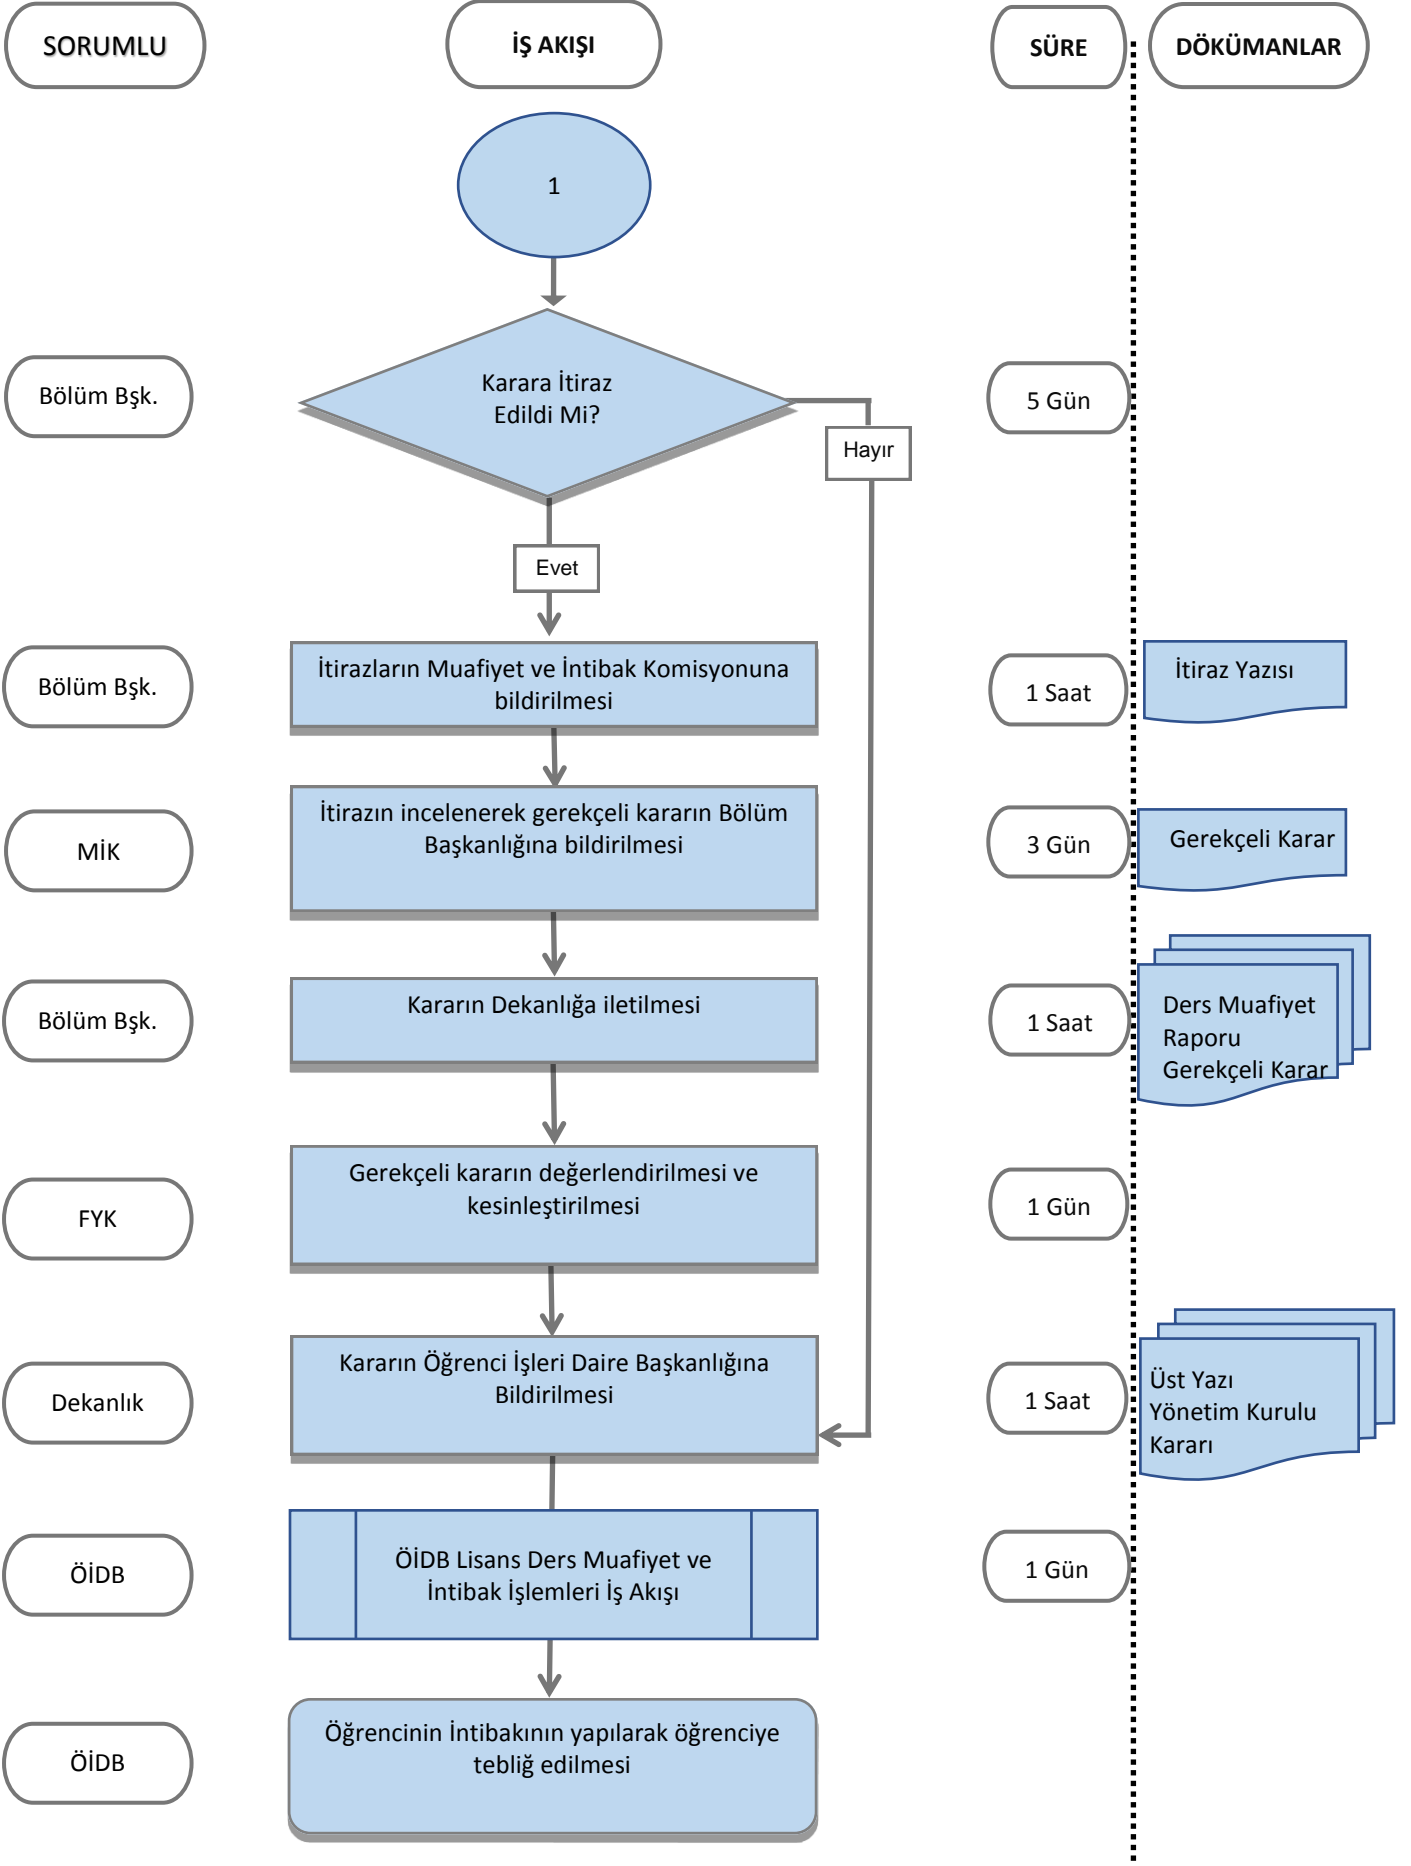 SORUMLU
İŞ AKIŞI
SÜRE
DÖKÜMANLAR
1
Bölüm Bşk.
Karara İtiraz
Edildi Mi?
5 Gün
Hayır
Evet
Bölüm Bşk.
İtirazların Muafiyet ve İntibak Komisyonuna
bildirilmesi
1 Saat
İtiraz Yazısı
MİK
İtirazın incelenerek gerekçeli kararın Bölüm
Başkanlığına bildirilmesi
3 Gün
Gerekçeli Karar
Bölüm Bşk.
Kararın Dekanlığa iletilmesi
1 Saat
Ders Muafiyet
Raporu
Gerekçeli Karar
FYK
Gerekçeli kararın değerlendirilmesi ve
kesinleştirilmesi
1 Gün
Dekanlık
Kararın Öğrenci İşleri Daire Başkanlığına
Bildirilmesi
1 Saat
Üst Yazı
Yönetim Kurulu
Kararı
ÖİDB
ÖİDB Lisans Ders Muafiyet ve
İntibak İşlemleri İş Akışı
1 Gün
ÖİDB
Öğrencinin İntibakının yapılarak öğrenciye
tebliğ edilmesi